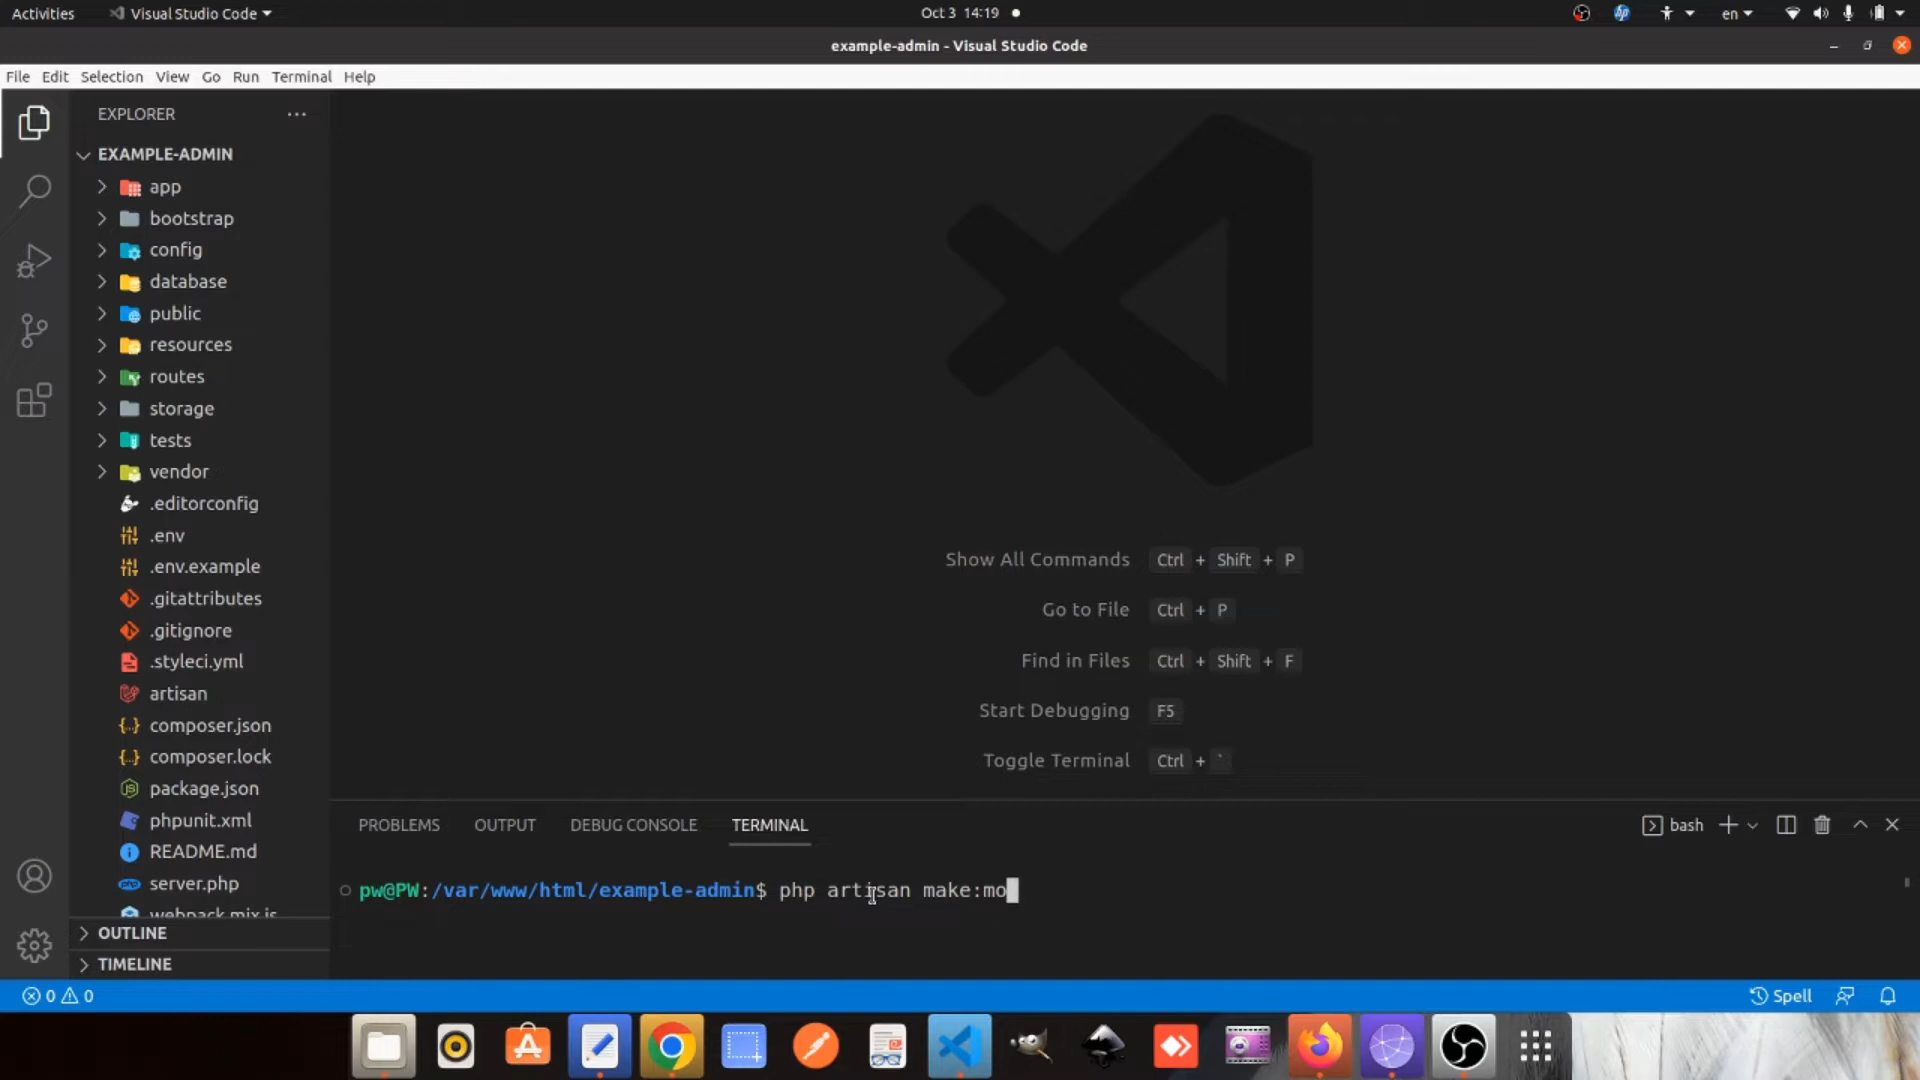 Activities Visual Studio Code Oct 3 14:19 en
example-admin - Visual Studio Code
File Edit Selection View Go Run Terminal Help
EXPLORER
EXAMPLE-ADMIN
app
bootstrap
config
database
public
resources
routes
storage
tests
vendor
.editorconfig
.env
.env.example
.gitattributes
.gitignore
.styleci.yml
artisan
composer.json
composer.lock
package.json
phpunit.xml
README.md
server.php
webpack.mix.js
OUTLINE
TIMELINE
Show All Commands Ctrl + Shift + P
Go to File Ctrl + P
Find in Files Ctrl + Shift + F
Start Debugging F5
Toggle Terminal Ctrl + `
PROBLEMS OUTPUT DEBUG CONSOLE TERMINAL bash
pw@PW:/var/www/html/example-admin$ php artisan make:mo
0 0 Spell